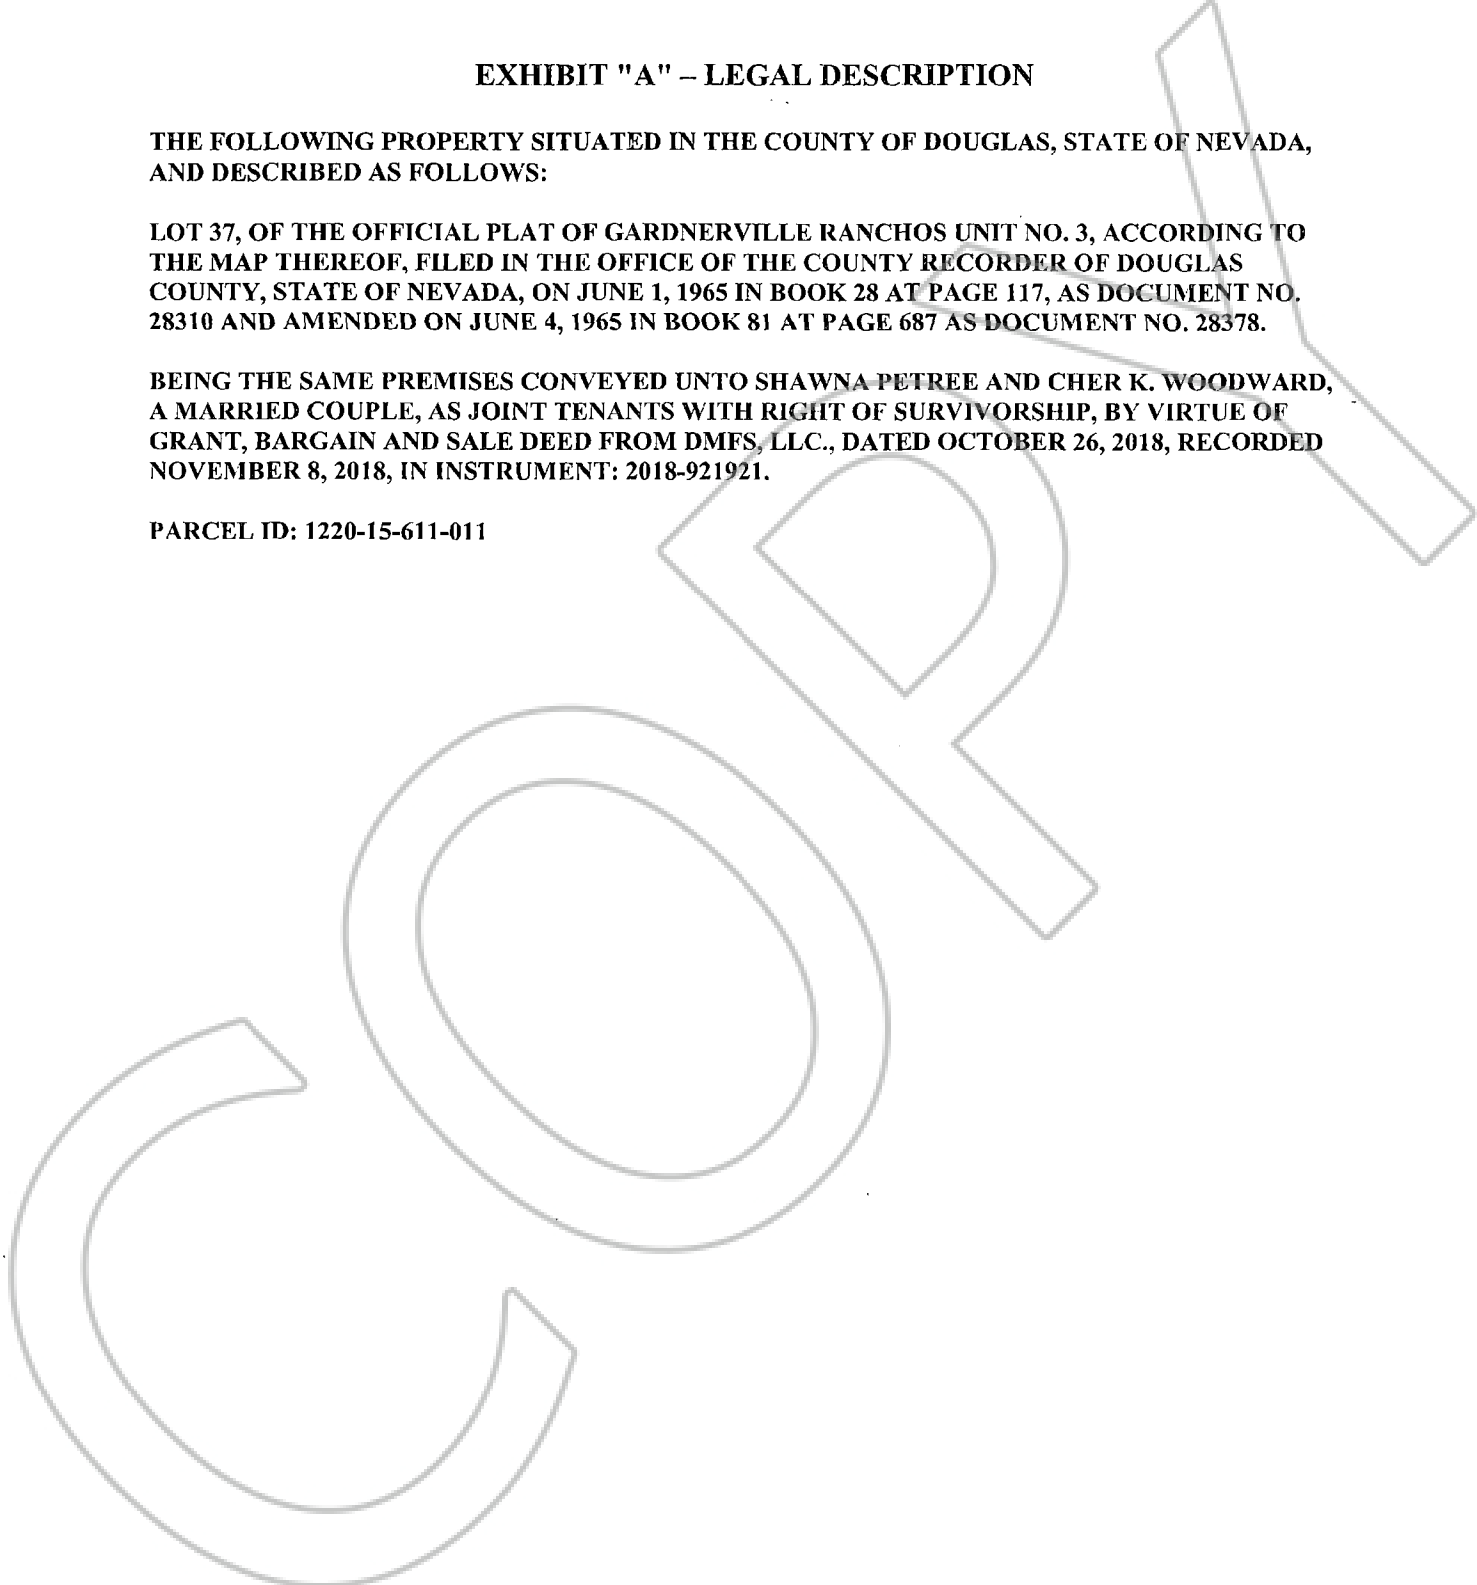 EXHIBIT "A" – LEGAL DESCRIPTION
THE FOLLOWING PROPERTY SITUATED IN THE COUNTY OF DOUGLAS, STATE OF NEVADA,
AND DESCRIBED AS FOLLOWS:
LOT 37, OF THE OFFICIAL PLAT OF GARDNERVILLE RANCHOS UNIT NO. 3, ACCORDING TO
THE MAP THEREOF, FILED IN THE OFFICE OF THE COUNTY RECORDER OF DOUGLAS
COUNTY, STATE OF NEVADA, ON JUNE 1, 1965 IN BOOK 28 AT PAGE 117, AS DOCUMENT NO.
28310 AND AMENDED ON JUNE 4, 1965 IN BOOK 81 AT PAGE 687 AS DOCUMENT NO. 28378.
BEING THE SAME PREMISES CONVEYED UNTO SHAWNA PETREE AND CHER K. WOODWARD,
A MARRIED COUPLE, AS JOINT TENANTS WITH RIGHT OF SURVIVORSHIP, BY VIRTUE OF
GRANT, BARGAIN AND SALE DEED FROM DMFS, LLC., DATED OCTOBER 26, 2018, RECORDED
NOVEMBER 8, 2018, IN INSTRUMENT: 2018-921921.
PARCEL ID: 1220-15-611-011
COPY